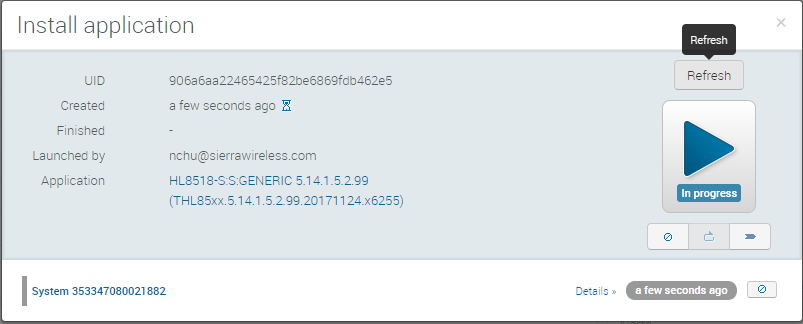 Install application
×
Refresh
Refresh
UID 906a6aa22465425f82be6869fdb462e5
Created a few seconds ago
Finished -
Launched by nchu@sierrawireless.com
Application HL8518-S:S:GENERIC 5.14.1.5.2.99
(THL85xx.5.14.1.5.2.99.20171124.x6255)
In progress
System 353347080021882 Details » a few seconds ago